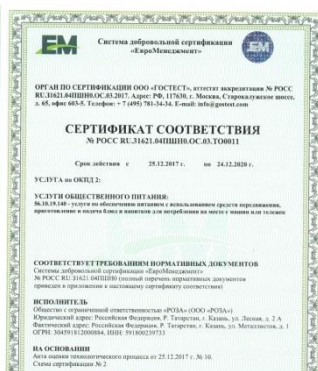 ЕМ
Система добровольной сертификации
«ЕвроМенеджмент»
ЕМ
ОРГАН ПО СЕРТИФИКАЦИИ ООО «ГОСТЕСТ», аттестат аккредитации № РОСС
RU.31621.04ПШН0.ОС.03.2017. Адрес: РФ, 117630, г. Москва, Старокалужское шоссе,
д. 65, офис 603-5. Телефон: + 7 (495) 781-34-34. E-mail: info@gostest.com
СЕРТИФИКАТ СООТВЕТСТВИЯ
№ РОСС RU.31621.04ПШН0.ОС.03.ТО0011
Срок действия с 25.12.2017 г. по 24.12.2020 г.
УСЛУГА по ОКПД 2:
УСЛУГИ ОБЩЕСТВЕННОГО ПИТАНИЯ:
56.10.19.140 - услуги по обеспечению питанием с использованием средств передвижения,
приготовление и подача блюд и напитков для потребления на месте с машин или тележек
СООТВЕТСТВУЕТ ТРЕБОВАНИЯМ НОРМАТИВНЫХ ДОКУМЕНТОВ
Системы добровольной сертификации «ЕвроМенеджмент»
№ РОСС RU.31621.04ПШН0 (полный перечень нормативных документов
приведен в приложении к настоящему сертификату соответствия)
ИСПОЛНИТЕЛЬ
Общество с ограниченной ответственностью «РОЗА» (ООО «РОЗА»)
Юридический адрес: Российская Федерация, Р. Татарстан, г. Казань, ул. Лесная, д. 2 А
Фактический адрес: Российская Федерация, Р. Татарстан, г. Казань, ул. Металлистов, д. 1
ОГРН: 304591812000884, ИНН: 591800239733
НА ОСНОВАНИИ
Акта оценки технологического процесса от 25.12.2017 г. № 10.
Схема сертификации № 2